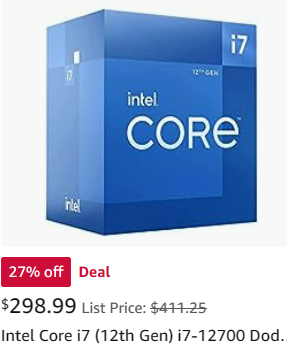 i7
i7
12TH GEN
intel.
CORE
intel
27% off Deal
$298.99 List Price: $411.25
Intel Core i7 (12th Gen) i7-12700 Dod..